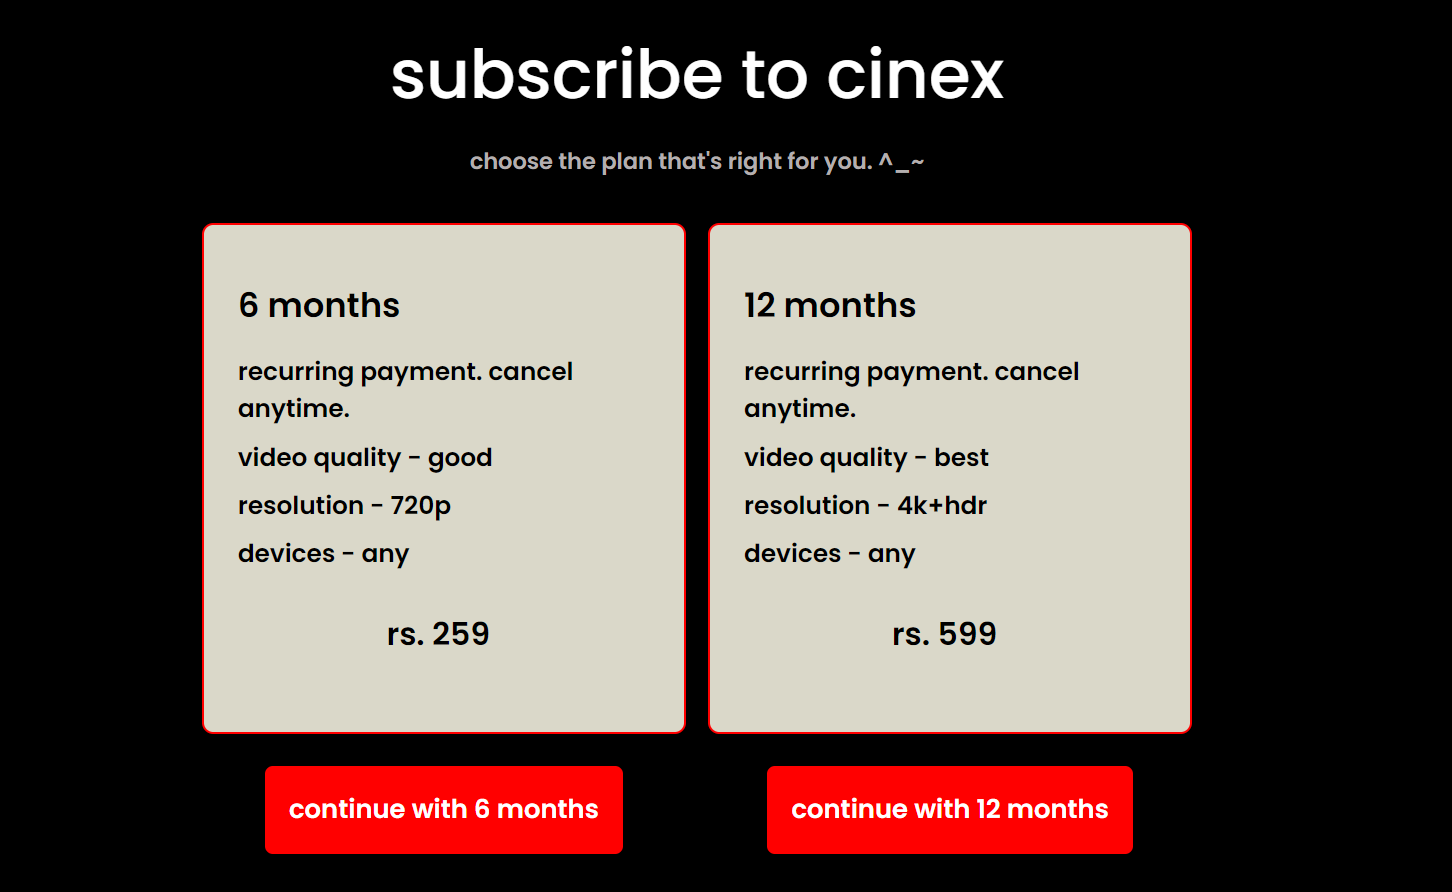 subscribe to cinex
choose the plan that's right for you. ^_~
6 months
recurring payment. cancel
anytime.
video quality - good
resolution - 720p
devices - any
rs. 259
continue with 6 months
12 months
recurring payment. cancel
anytime.
video quality - best
resolution - 4k+hdr
devices - any
rs. 599
continue with 12 months